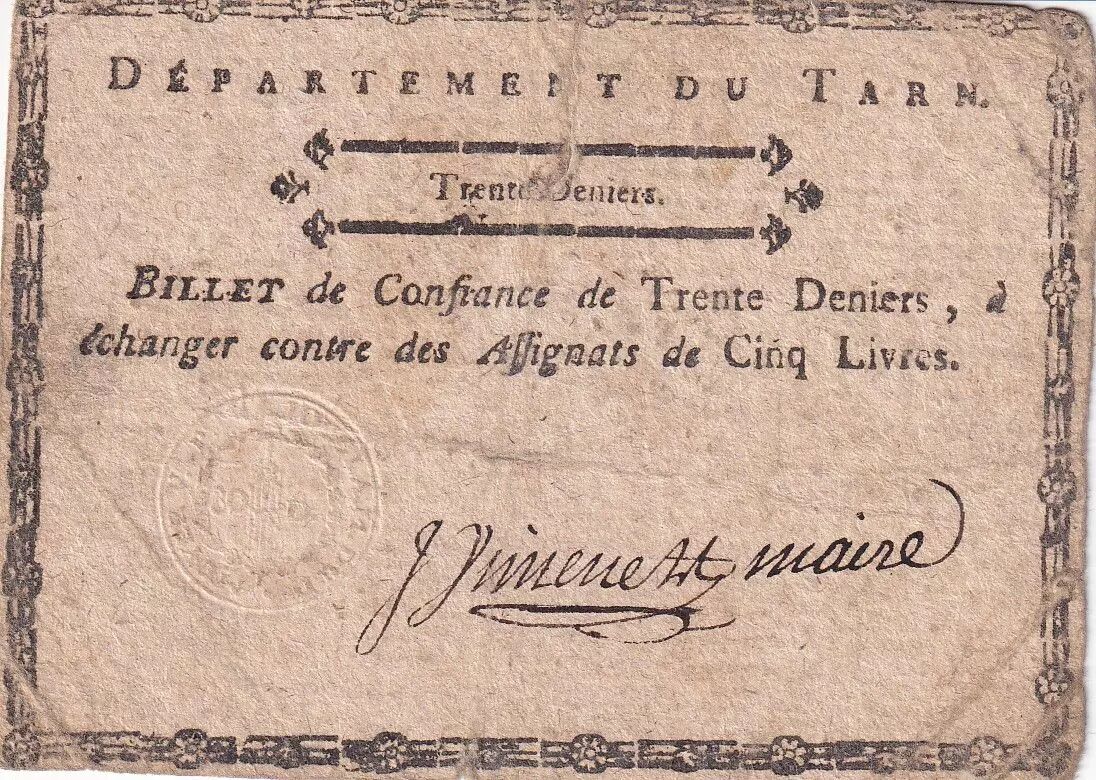 DÉPARTEMENT DU TARN.
Trente Deniers.
BILLET de Confiance de Trente Deniers, à
échanger contre des Aſſignats de Cinq Livres.
maire